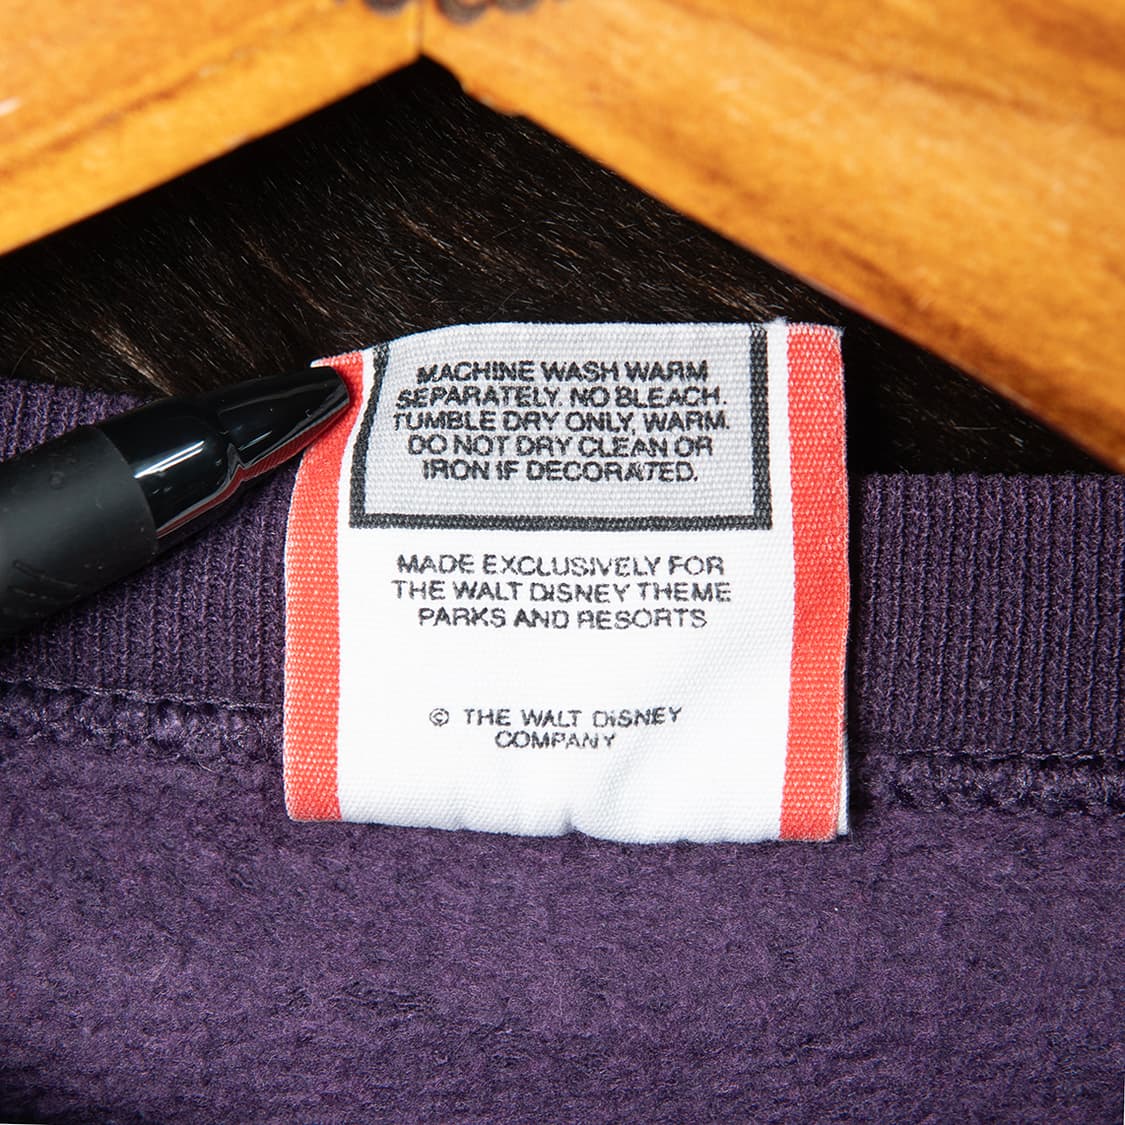 MACHINE WASH WARM
SEPARATELY. NO BLEACH.
TUMBLE DRY ONLY, WARM.
DO NOT DRY CLEAN OR
IRON IF DECORATED.
MADE EXCLUSIVELY FOR
THE WALT DISNEY THEME
PARKS AND RESORTS
© THE WALT DISNEY
COMPANY